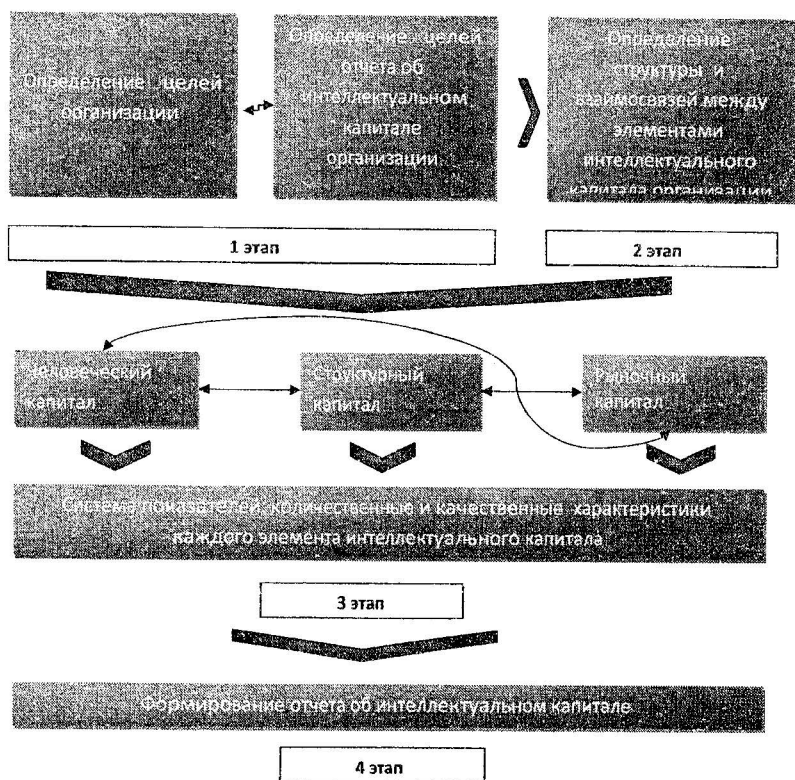 Определение целей
организации
Определение целей
отчета об
интеллектуальном
капитале
организации
Определение
структуры и
взаимосвязей между
элементами
интеллектуального
капитала организации
1 этап
2 этап
Человеческий
капитал
Структурный
капитал
Рыночный
капитал
Система показателей, количественные и качественные характеристики
каждого элемента интеллектуального капитала
3 этап
Формирование отчета об интеллектуальном капитале
4 этап